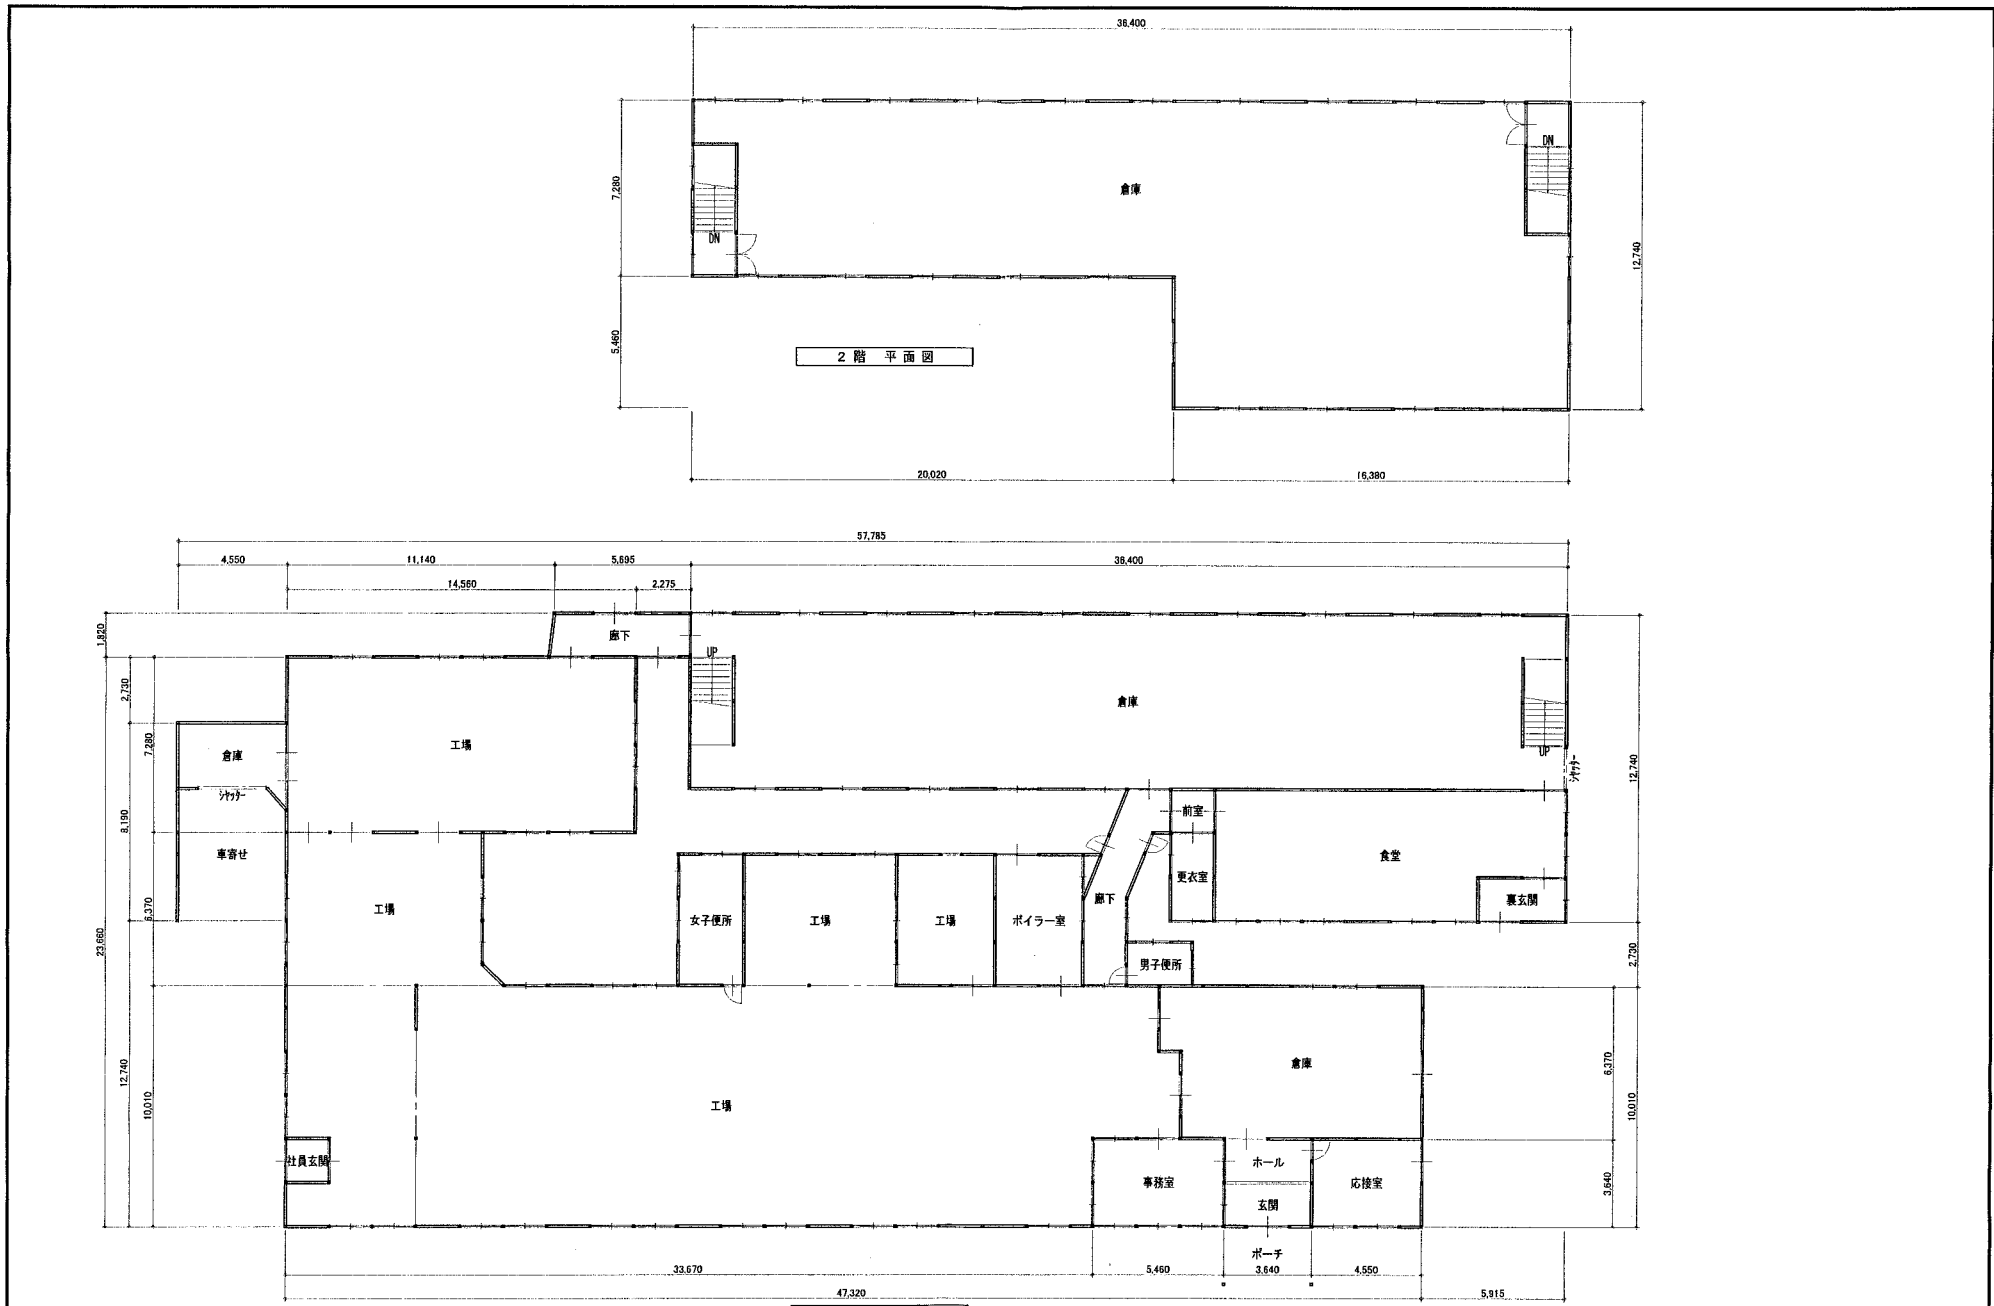 36,400
7,280
倉庫
DN
DN
12,740
5,460
2階 平面図
20,020
16,380
57,785
4,550
11,140
5,695
36,400
14,560
2,275
1,820
廊下
UP
2,730
倉庫
工場
倉庫
7,280
UP
シャッター
12,740
シャッター
8,190
前室
車寄せ
食堂
更衣室
工場
女子便所
工場
工場
ボイラー室
廊下
裏玄関
6,370
23,660
2,730
男子便所
倉庫
6,370
12,740
10,010
工場
10,010
社員玄関
ホール
事務室
応接室
3,640
玄関
ポーチ
33,670
5,460
3,640
4,550
47,320
5,915